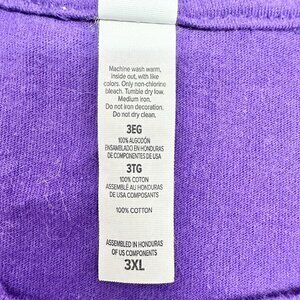 Machine wash warm,
inside out, with like
colors. Only non-chlorine
bleach. Tumble dry low.
Medium iron.
Do not iron decoration.
Do not dry clean.
3EG
100% ALGODÓN
ENSAMBLADO EN HONDURAS
DE COMPONENTES DE USA
3TG
100% COTON
ASSEMBLÉ AU HONDURAS
DE USA COMPOSANTS
100% COTTON
ASSEMBLED IN HONDURAS
OF US COMPONENTS
3XL